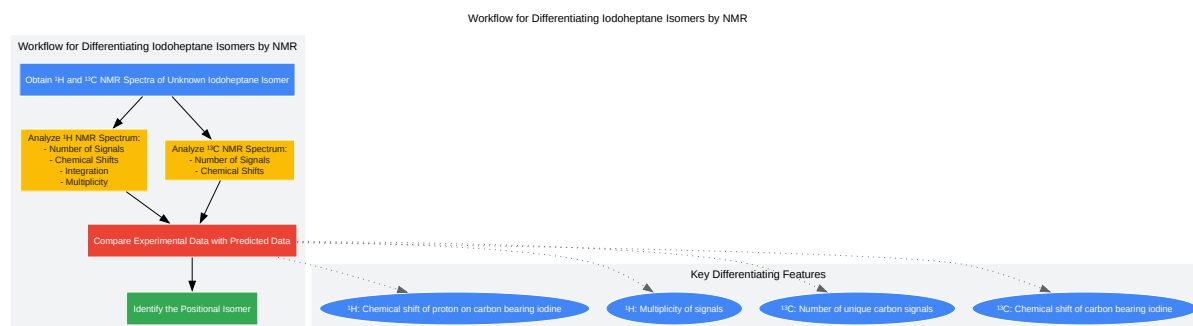 Workflow for Differentiating Iodoheptane Isomers by NMR
Workflow for Differentiating Iodoheptane Isomers by NMR
Obtain ¹H and ¹³C NMR Spectra of Unknown Iodoheptane Isomer
Analyze ¹H NMR Spectrum:
- Number of Signals
- Chemical Shifts
- Integration
- Multiplicity
Analyze ¹³C NMR Spectrum:
- Number of Signals
- Chemical Shifts
Compare Experimental Data with Predicted Data
Identify the Positional Isomer
Key Differentiating Features
¹H: Chemical shift of proton on carbon bearing iodine
¹H: Multiplicity of signals
¹³C: Number of unique carbon signals
¹³C: Chemical shift of carbon bearing iodine